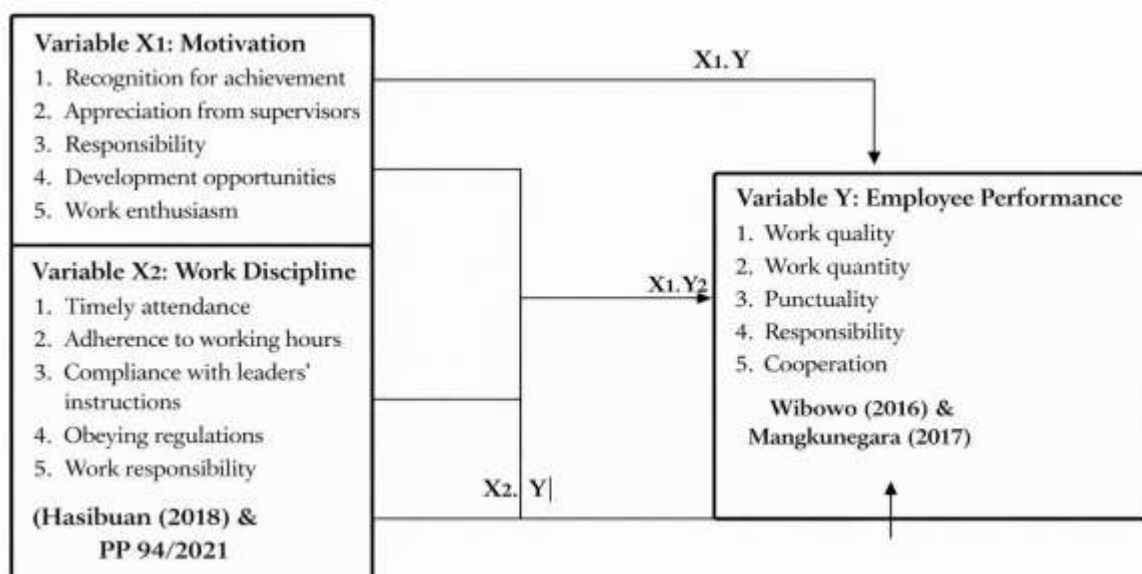 Variable X1: Motivation
1. Recognition for achievement
2. Appreciation from supervisors
3. Responsibility
4. Development opportunities
5. Work enthusiasm
Variable X2: Work Discipline
1. Timely attendance
2. Adherence to working hours
3. Compliance with leaders'
instructions
4. Obeying regulations
5. Work responsibility
(Hasibuan (2018) &
PP 94/2021
X1.Y
X1.Y2
X2. Y|
Variable Y: Employee Performance
1. Work quality
2. Work quantity
3. Punctuality
4. Responsibility
5. Cooperation
Wibowo (2016) &
Mangkunegara (2017)